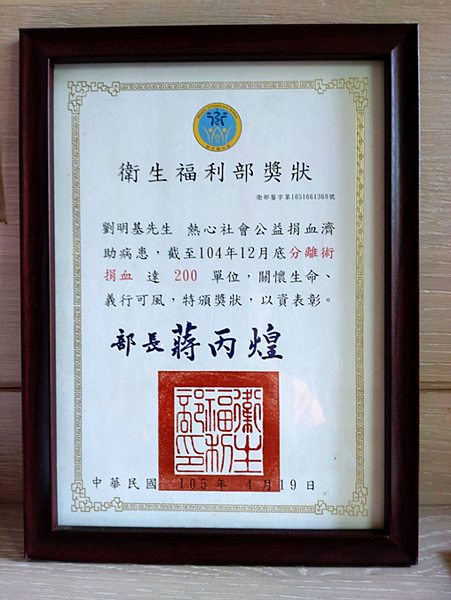 衛生福利部獎狀
衛部醫字第1051661369號
劉明基先生 熱心社會公益捐血濟
助病患，截至104年12月底分離術
捐血 達 200 單位，關懷生命、
義行可風，特頒獎狀，以資表彰。
部長 蔣丙煌
衛生福利部印
中華民國 105年 4月19日